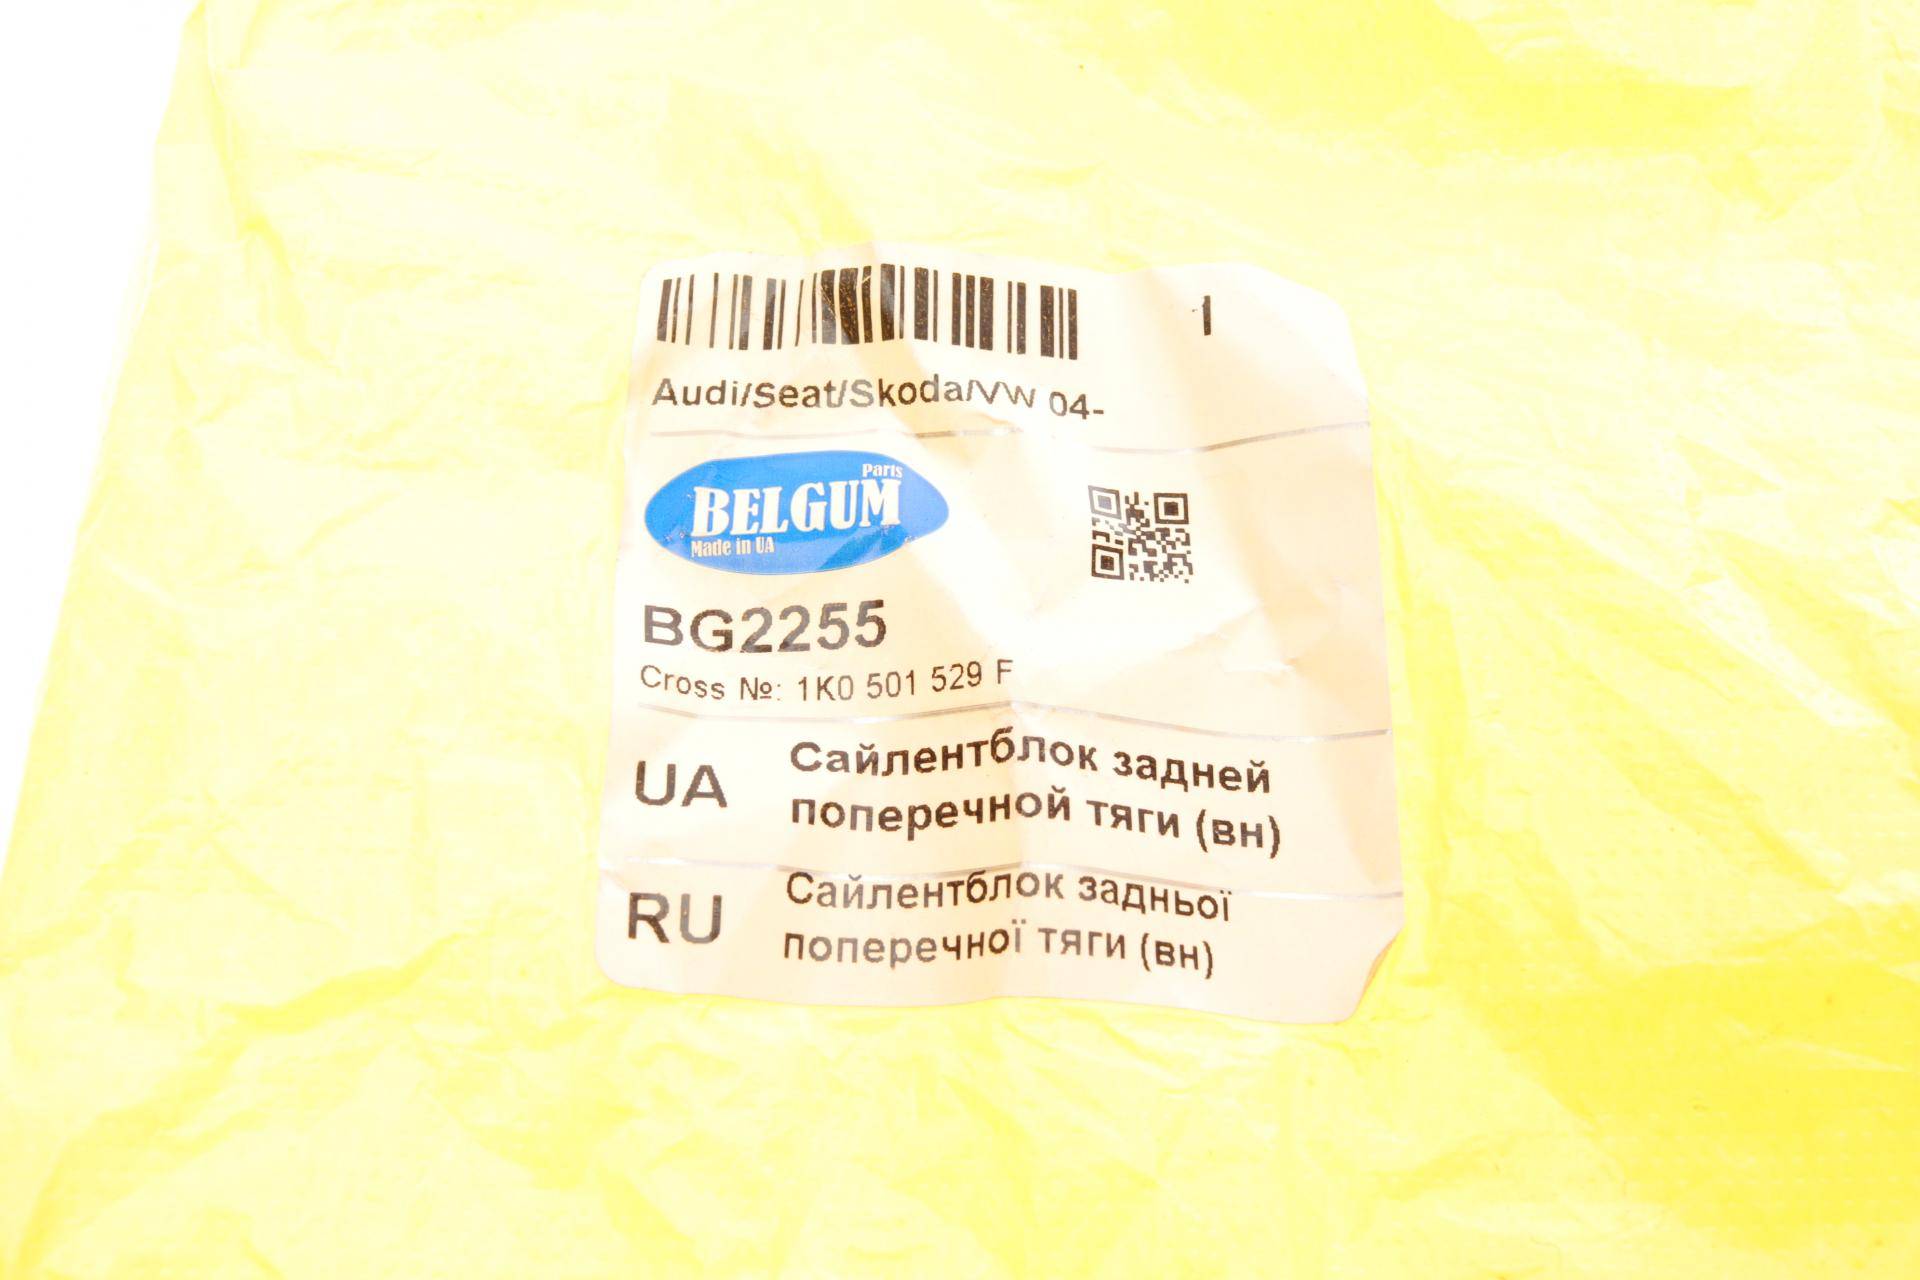 1
Audi/Seat/Skoda/VW 04-
Parts
BELGUM
Made in UA
BG2255
Cross №: 1K0 501 529 F
UA
Сайлентблок задней
поперечной тяги (вн)
RU
Сайлентблок задньої
поперечної тяги (вн)